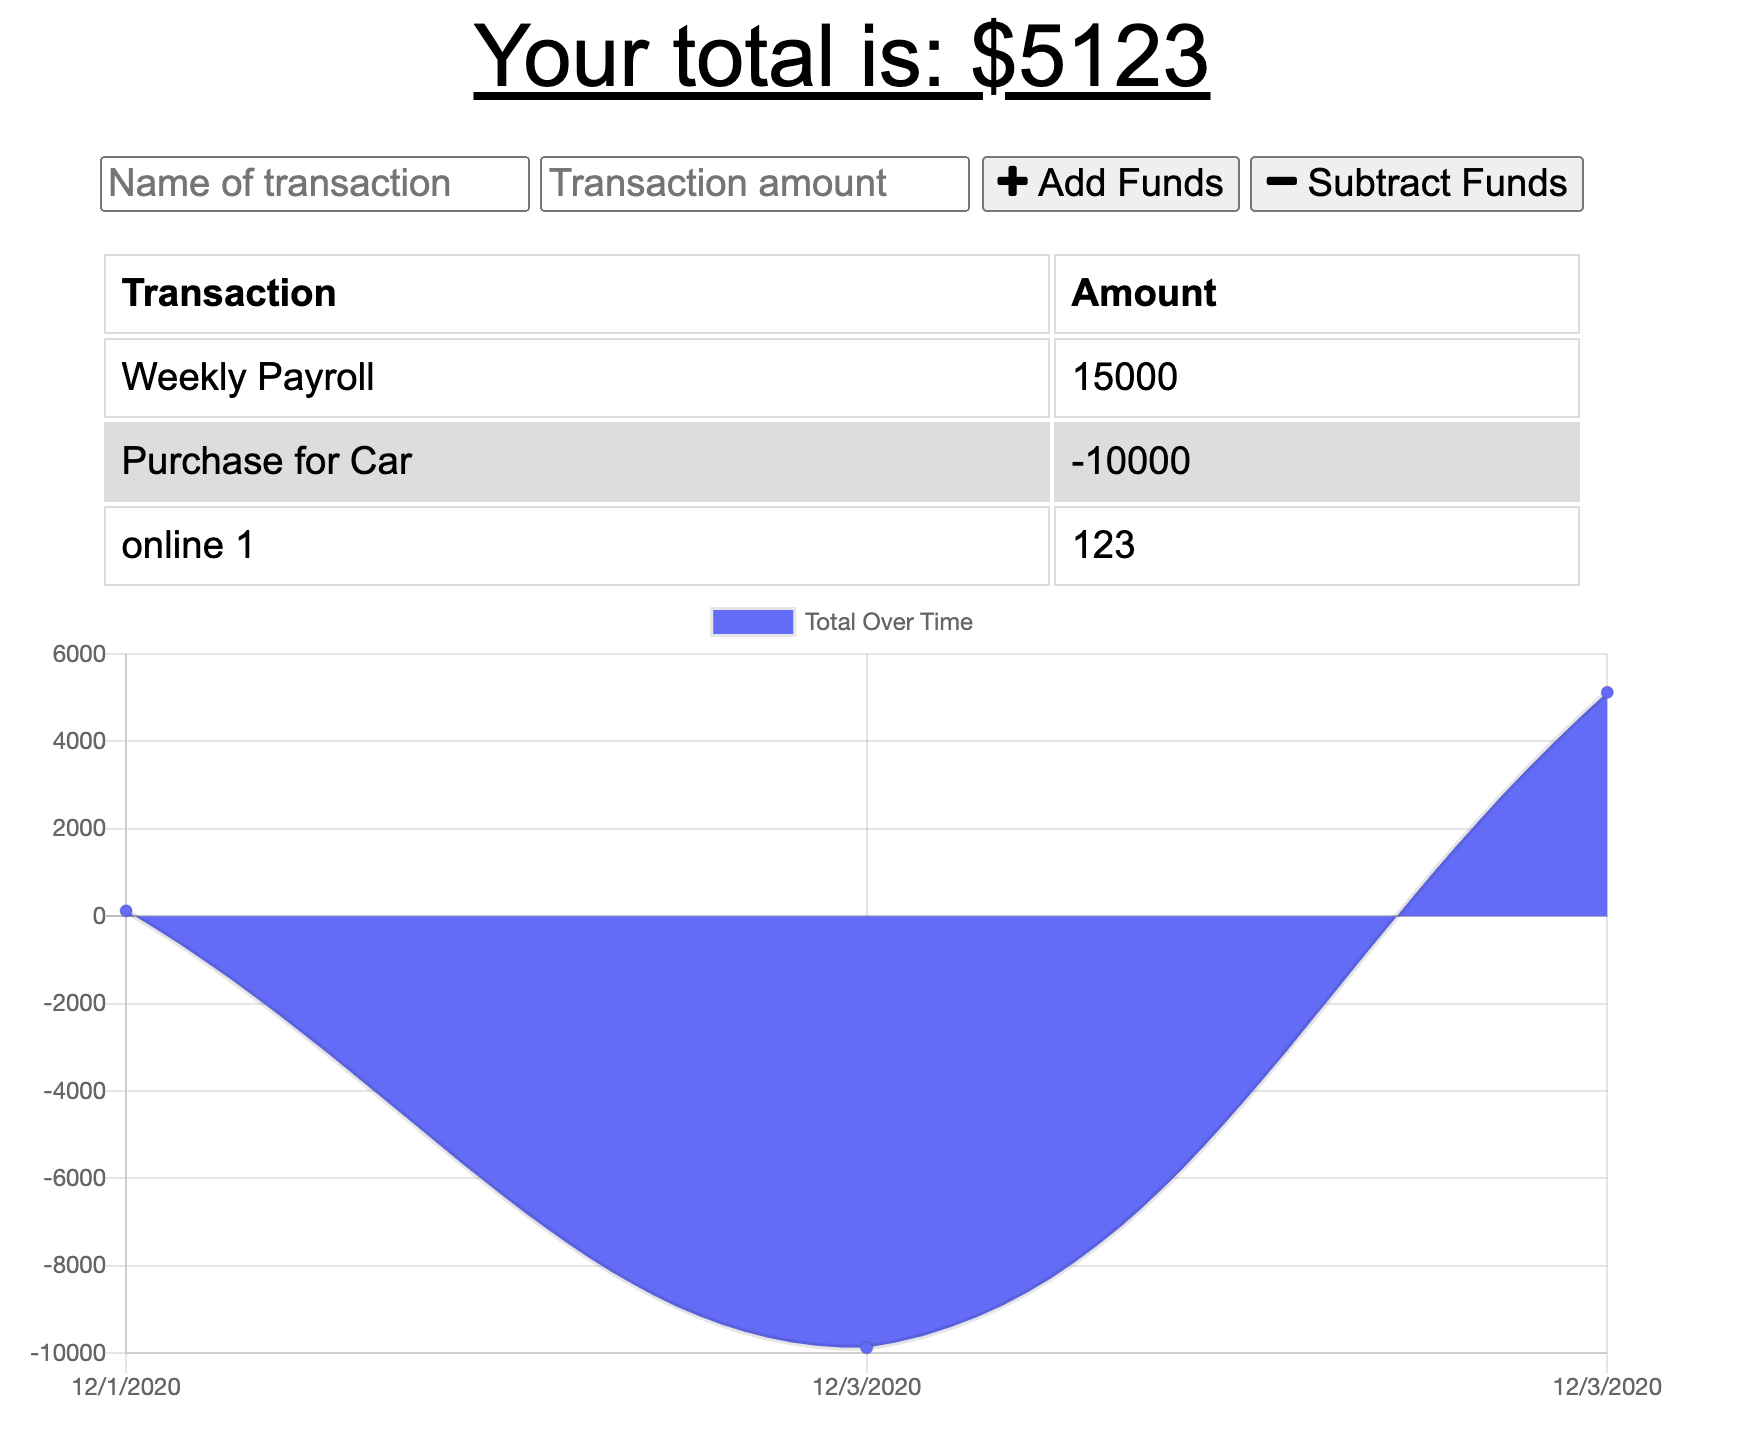 Your total is: $5123
Name of transaction Transaction amount + Add Funds − Subtract Funds
Transaction Amount
Weekly Payroll 15000
Purchase for Car -10000
online 1 123
Total Over Time
6000
4000
2000
0
-2000
-4000
-6000
-8000
-10000
12/1/2020 12/3/2020 12/3/2020